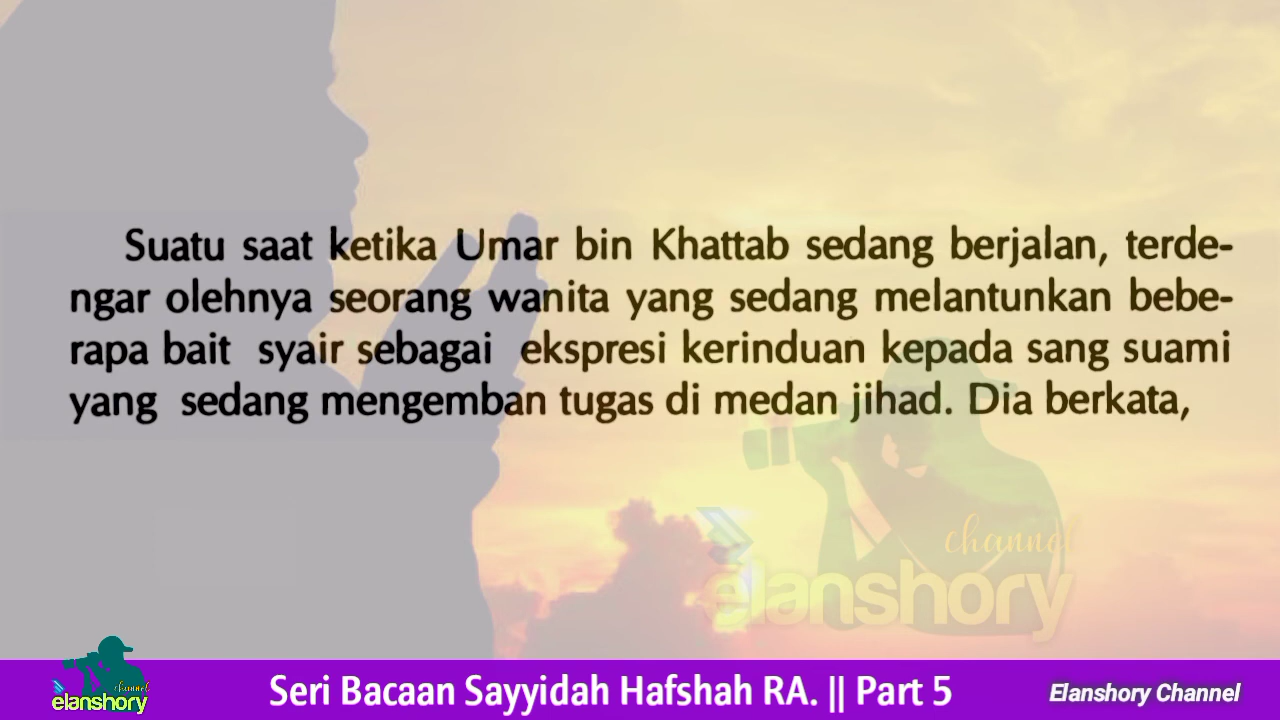 Suatu saat ketika Umar bin Khattab sedang berjalan, terde-
ngar olehnya seorang wanita yang sedang melantunkan bebe-
rapa bait syair sebagai ekspresi kerinduan kepada sang suami
yang sedang mengemban tugas di medan jihad. Dia berkata,
channel
elanshory
channel
elanshory
Seri Bacaan Sayyidah Hafshah RA. || Part 5
Elanshory Channel